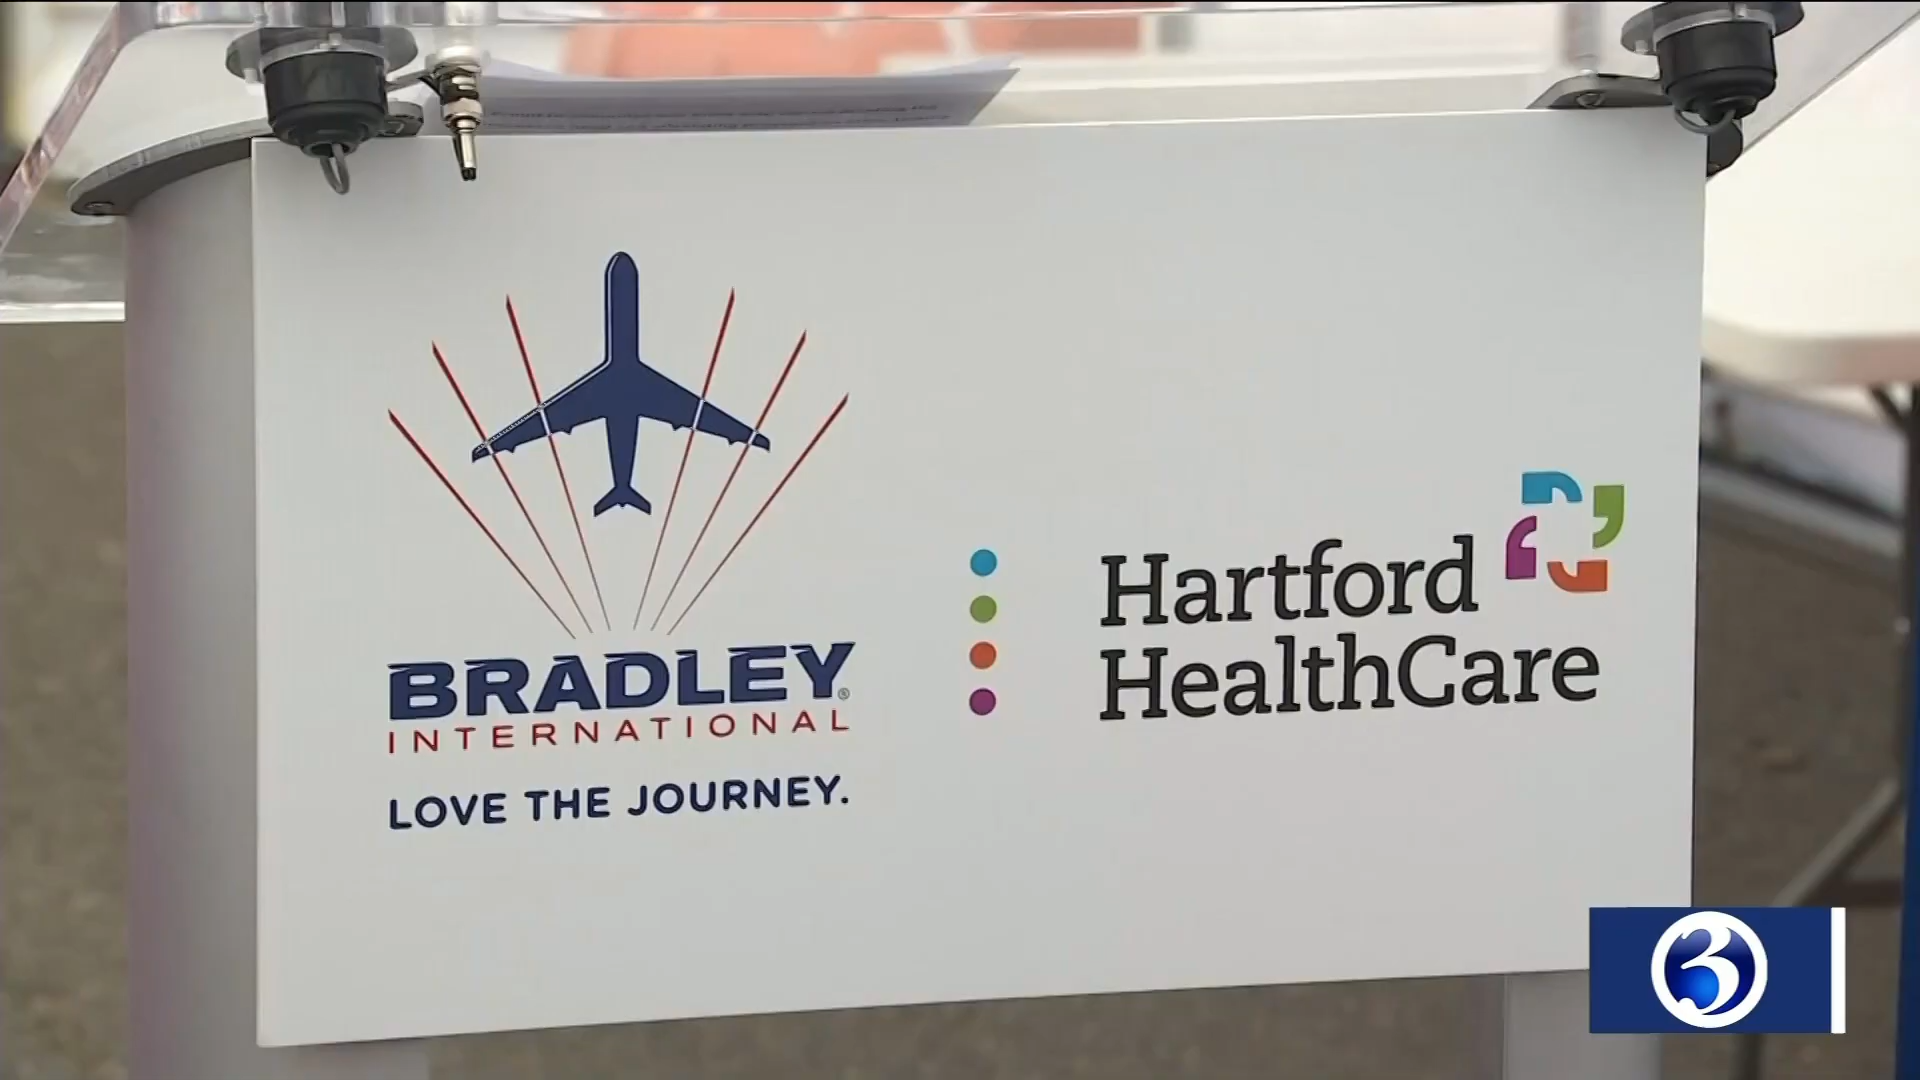 BRADLEY®
INTERNATIONAL
LOVE THE JOURNEY.
Hartford
HealthCare
3